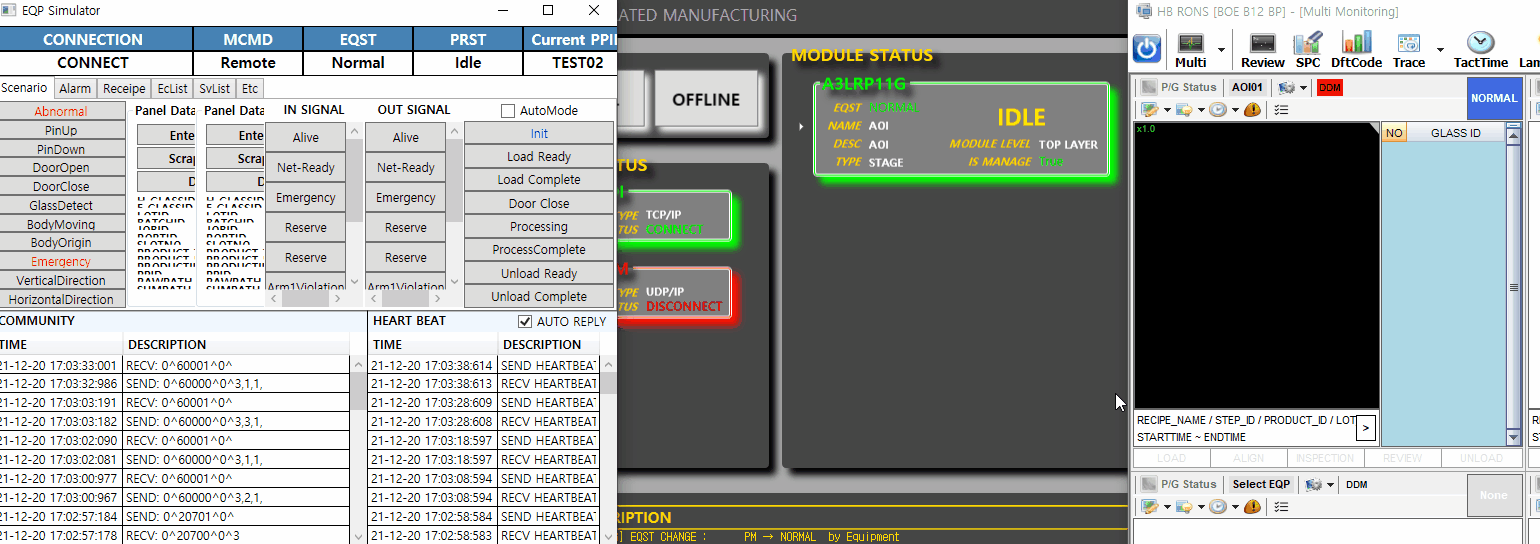 EQP Simulator
CONNECTION MCMD EQST PRST Current PPI
CONNECT Remote Normal Idle TEST02
Scenario Alarm Receipe EcList SvList Etc
Abnormal
PinUp
PinDown
DoorOpen
DoorClose
GlassDetect
BodyMoving
BodyOrigin
Emergency
VerticalDirection
HorizontalDirection
Panel Data
Ente
Scrap
Panel Data
Ente
Scrap
IN SIGNAL
Alive
Net-Ready
Emergency
Reserve
Reserve
Arm1Violation
OUT SIGNAL
Alive
Net-Ready
Emergency
Reserve
Reserve
Arm1Violation
AutoMode
Init
Load Ready
Load Complete
Door Close
Processing
ProcessComplete
Unload Ready
Unload Complete
COMMUNITY
TIME DESCRIPTION
21-12-20 17:03:33:001 RECV: 0^60001^0^
21-12-20 17:03:32:986 SEND: 0^60000^0^3,1,1,
21-12-20 17:03:03:191 RECV: 0^60001^0^
21-12-20 17:03:03:182 SEND: 0^60000^0^3,3,1,
21-12-20 17:03:02:090 RECV: 0^60001^0^
21-12-20 17:03:02:081 SEND: 0^60000^0^3,1,1,
21-12-20 17:03:00:977 RECV: 0^60001^0^
21-12-20 17:03:00:967 SEND: 0^60000^0^3,2,1,
21-12-20 17:02:57:184 SEND: 0^20701^0^
21-12-20 17:02:57:178 RECV: 0^20700^0^3
HEART BEAT AUTO REPLY
TIME DESCRIPTION
21-12-20 17:03:38:614 SEND HEARTBEAT
21-12-20 17:03:38:613 RECV HEARTBEAT
21-12-20 17:03:28:609 SEND HEARTBEAT
21-12-20 17:03:28:608 RECV HEARTBEAT
21-12-20 17:03:18:597 SEND HEARTBEAT
21-12-20 17:03:18:597 RECV HEARTBEAT
21-12-20 17:03:08:594 SEND HEARTBEAT
21-12-20 17:03:08:594 RECV HEARTBEAT
21-12-20 17:02:58:584 SEND HEARTBEAT
21-12-20 17:02:58:583 RECV HEARTBEAT
ATED MANUFACTURING
OFFLINE
TUS
TYPE TCP/IP
TUS CONNECT
TYPE UDP/IP
TUS DISCONNECT
MODULE STATUS
A3LRP11G
EQST NORMAL
NAME AOI
DESC AOI
TYPE STAGE
IDLE
MODULE LEVEL TOP LAYER
IS MANAGE True
RIPTION
] EQST CHANGE : PM → NORMAL by Equipment
HB RONS [BOE B12 BP] - [Multi Monitoring]
Multi Review SPC DftCode Trace TactTime Lam
P/G Status AOI01 DDM
NORMAL
x1.0
NO GLASS ID
RECIPE_NAME / STEP_ID / PRODUCT_ID / LOT
STARTTIME ~ ENDTIME
>
LOAD ALIGN INSPECTION REVIEW UNLOAD
P/G Status Select EQP DDM
None